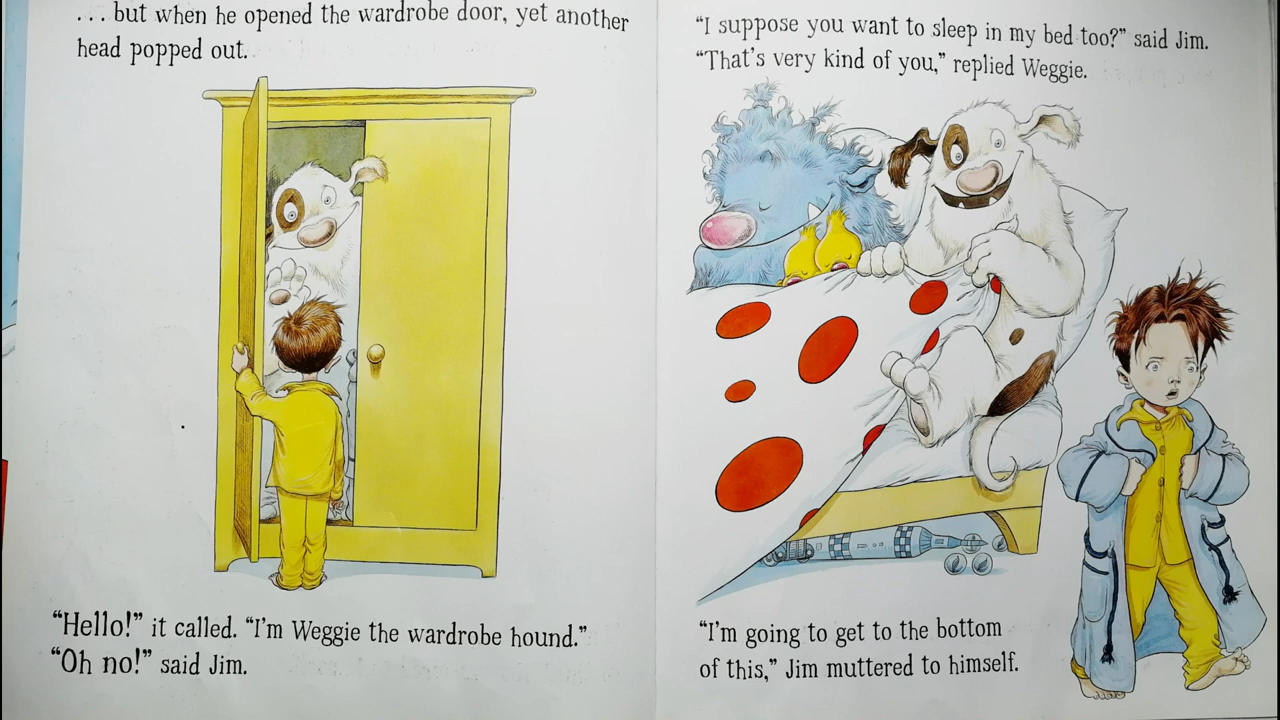 ... but when he opened the wardrobe door, yet another
head popped out.
“Hello!” it called. “I’m Weggie the wardrobe hound.”
“Oh no!” said Jim.
“I suppose you want to sleep in my bed too?” said Jim.
“That’s very kind of you,” replied Weggie.
“I’m going to get to the bottom
of this,” Jim muttered to himself.